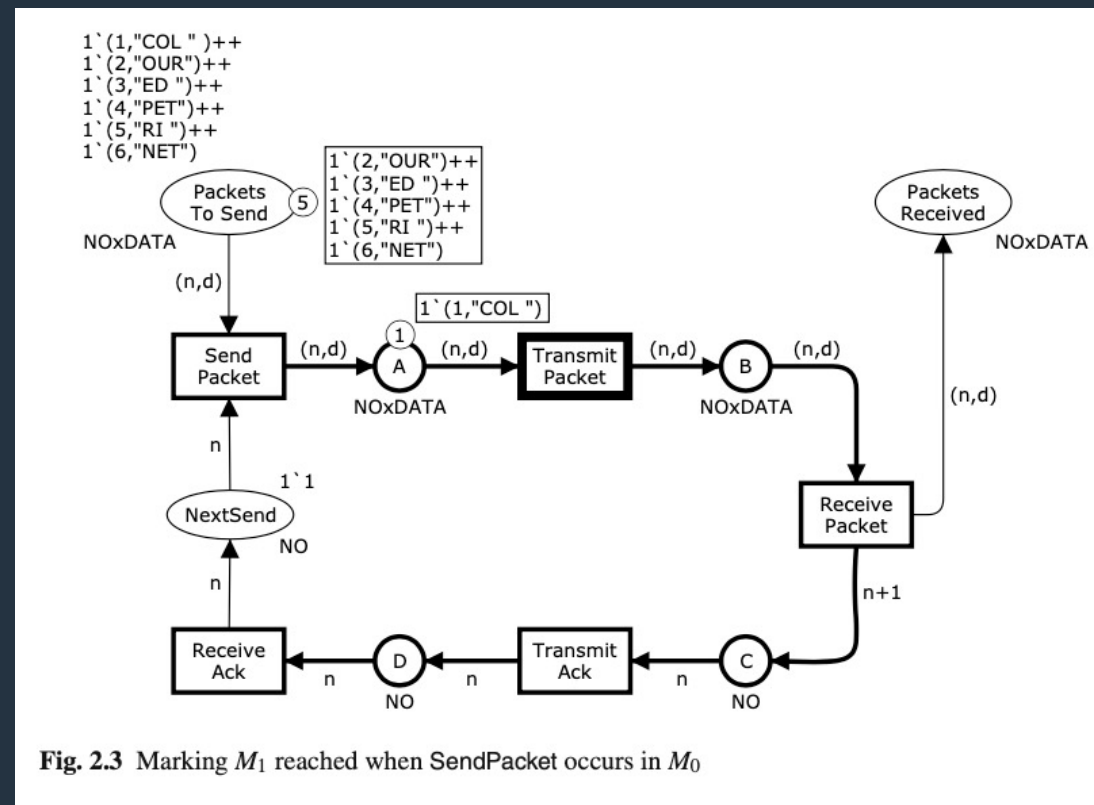 1`(1,"COL " )++
1`(2,"OUR")++
1`(3,"ED ")++
1`(4,"PET")++
1`(5,"RI ")++
1`(6,"NET")
Packets
To Send
5
1`(2,"OUR")++
1`(3,"ED ")++
1`(4,"PET")++
1`(5,"RI ")++
1`(6,"NET")
Packets
Received
NOxDATA
NOxDATA
(n,d)
1`(1,"COL ")
1
Send
Packet
(n,d)
A
(n,d)
Transmit
Packet
(n,d)
B
(n,d)
NOxDATA
NOxDATA
(n,d)
n
1`1
NextSend
NO
Receive
Packet
n
n+1
Receive
Ack
n
D
n
Transmit
Ack
n
C
NO
NO
Fig. 2.3 Marking M1 reached when SendPacket occurs in M0